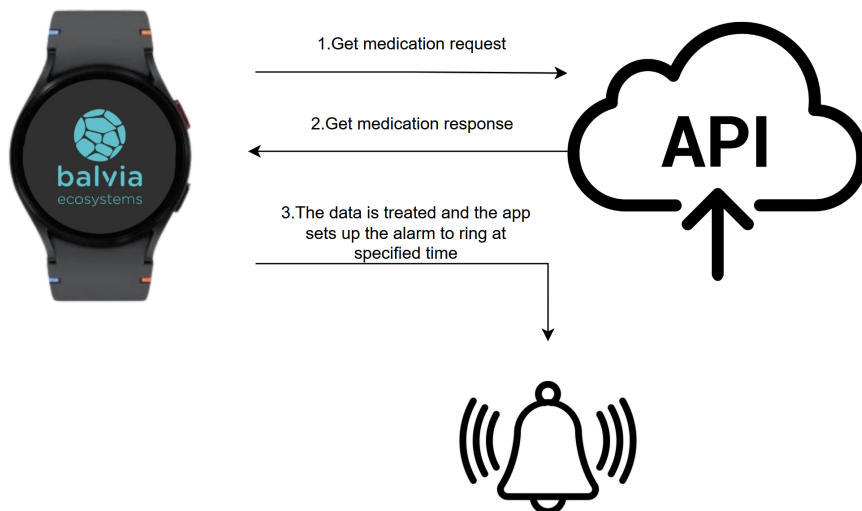 1.Get medication request
API
2.Get medication response
balvia
ecosystems
3.The data is treated and the app
sets up the alarm to ring at
specified time